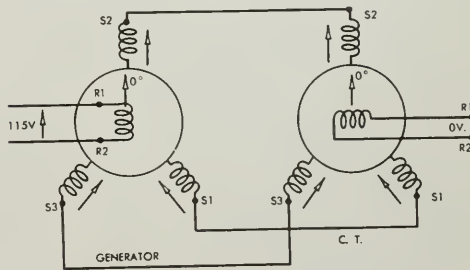 S2 S2
0° 0°
R1 R1
115V 0V.
R2 R2
S3 S1 S3 S1
C. T.
GENERATOR